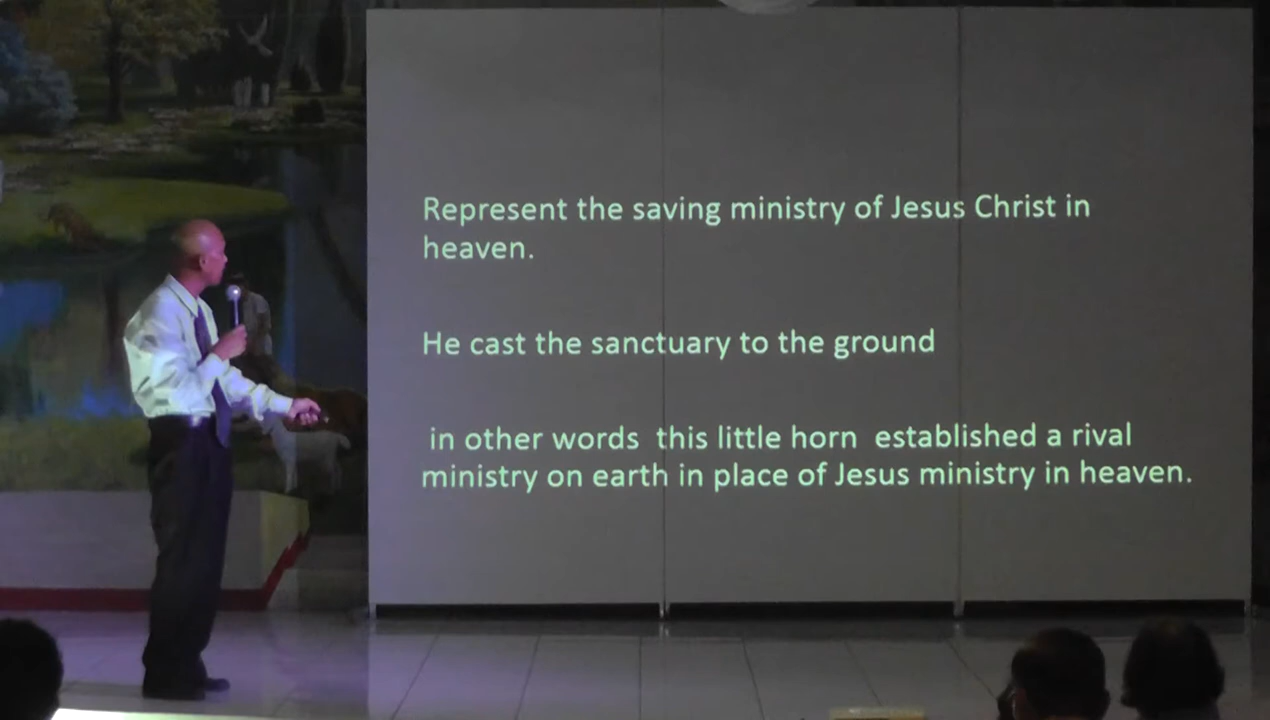 Represent the saving ministry of Jesus Christ in
heaven.
He cast the sanctuary to the ground
in other words this little horn established a rival
ministry on earth in place of Jesus ministry in heaven.